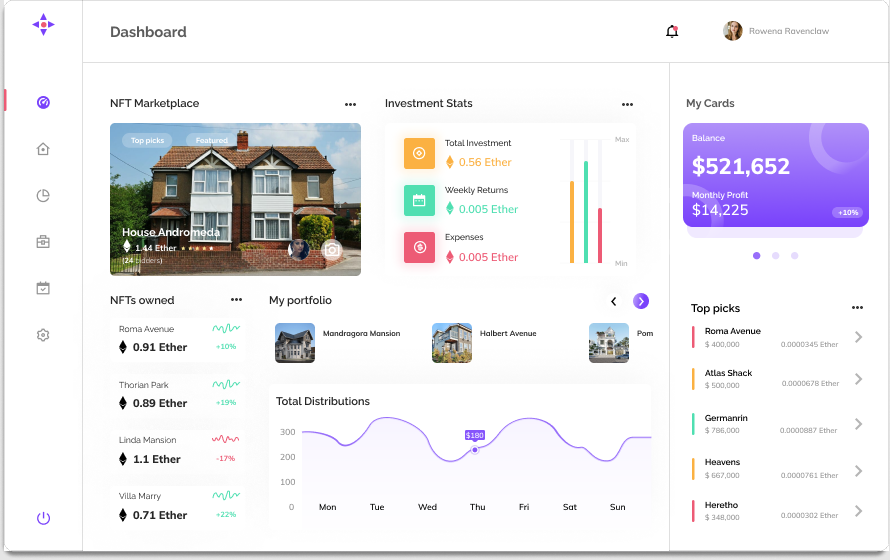 Dashboard
Rowena Ravenclaw
NFT Marketplace
Top picks
Featured
House Andromeda
1.44 Ether
(24 bidders)
Investment Stats
Total Investment
0.56 Ether
Weekly Returns
0.005 Ether
Expenses
0.005 Ether
Max
Min
My Cards
Balance
$521,652
Monthly Profit
$14,225
+10%
NFTs owned
Roma Avenue
0.91 Ether
+10%
Thorian Park
0.89 Ether
+19%
Linda Mansion
1.1 Ether
-17%
Villa Marry
0.71 Ether
+22%
My portfolio
Mandragora Mansion
Halbert Avenue
Pom
Total Distributions
300
200
100
0
$180
Mon Tue Wed Thu Fri Sat Sun
Top picks
Roma Avenue
$ 400,000 0.0000345 Ether
Atlas Shack
$ 500,000 0.0000678 Ether
Germanrin
$ 786,000 0.0000887 Ether
Heavens
$ 667,000 0.0000761 Ether
Heretho
$ 348,000 0.0000302 Ether